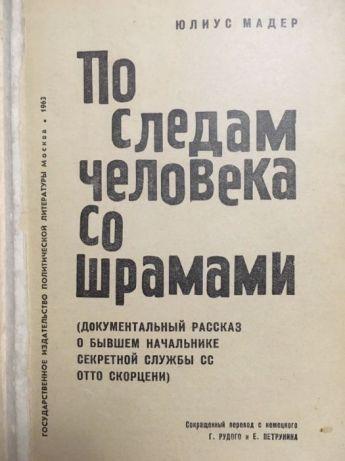 ЮЛИУС МАДЕР
По
следам
человека
со
шрамами
(ДОКУМЕНТАЛЬНЫЙ РАССКАЗ
О БЫВШЕМ НАЧАЛЬНИКЕ
СЕКРЕТНОЙ СЛУЖБЫ СС
ОТТО СКОРЦЕНИ)
Сокращенный перевод с немецкого
Г. РУДОГО и Е. ПЕТРУНИНА
ГОСУДАРСТВЕННОЕ ИЗДАТЕЛЬСТВО ПОЛИТИЧЕСКОЙ ЛИТЕРАТУРЫ Москва • 1963